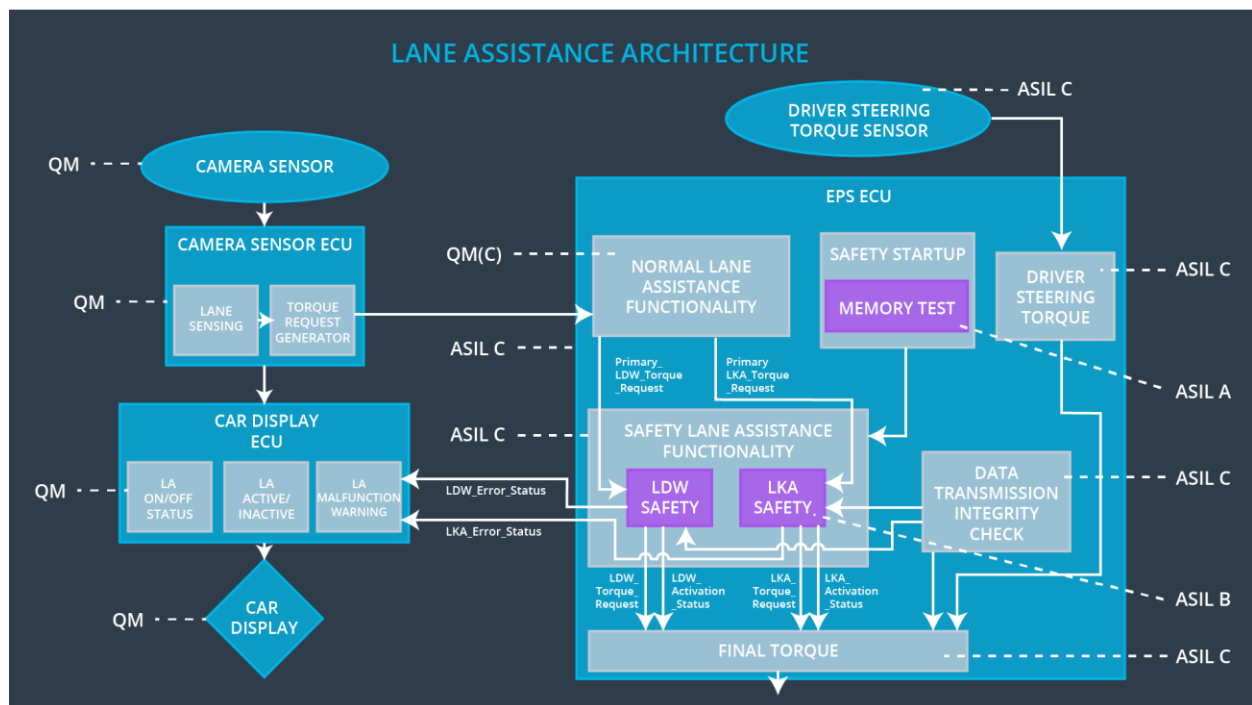 LANE ASSISTANCE ARCHITECTURE
ASIL C
DRIVER STEERING
TORQUE SENSOR
QM
CAMERA SENSOR
EPS ECU
CAMERA SENSOR ECU
QM
LANE
SENSING
TORQUE
REQUEST
GENERATOR
QM(C)
NORMAL LANE
ASSISTANCE
FUNCTIONALITY
SAFETY STARTUP
MEMORY TEST
DRIVER
STEERING
TORQUE
ASIL C
ASIL C
Primary_
LDW_Torque
_Request
Primary
LKA_Torque
_Request
ASIL A
CAR DISPLAY
ECU
QM
LA
ON/OFF
STATUS
LA
ACTIVE/
INACTIVE
LA
MALFUNCTION
WARNING
ASIL C
SAFETY LANE ASSISTANCE
FUNCTIONALITY
LDW
SAFETY
LKA
SAFETY
DATA
TRANSMISSION
INTEGRITY
CHECK
ASIL C
LDW_Error_Status
LKA_Error_Status
LDW_
Torque_
Request
LDW_
Activation
_Status
LKA_
Torque_
Request
LKA_
Activation
_Status
ASIL B
QM
CAR
DISPLAY
FINAL TORQUE
ASIL C